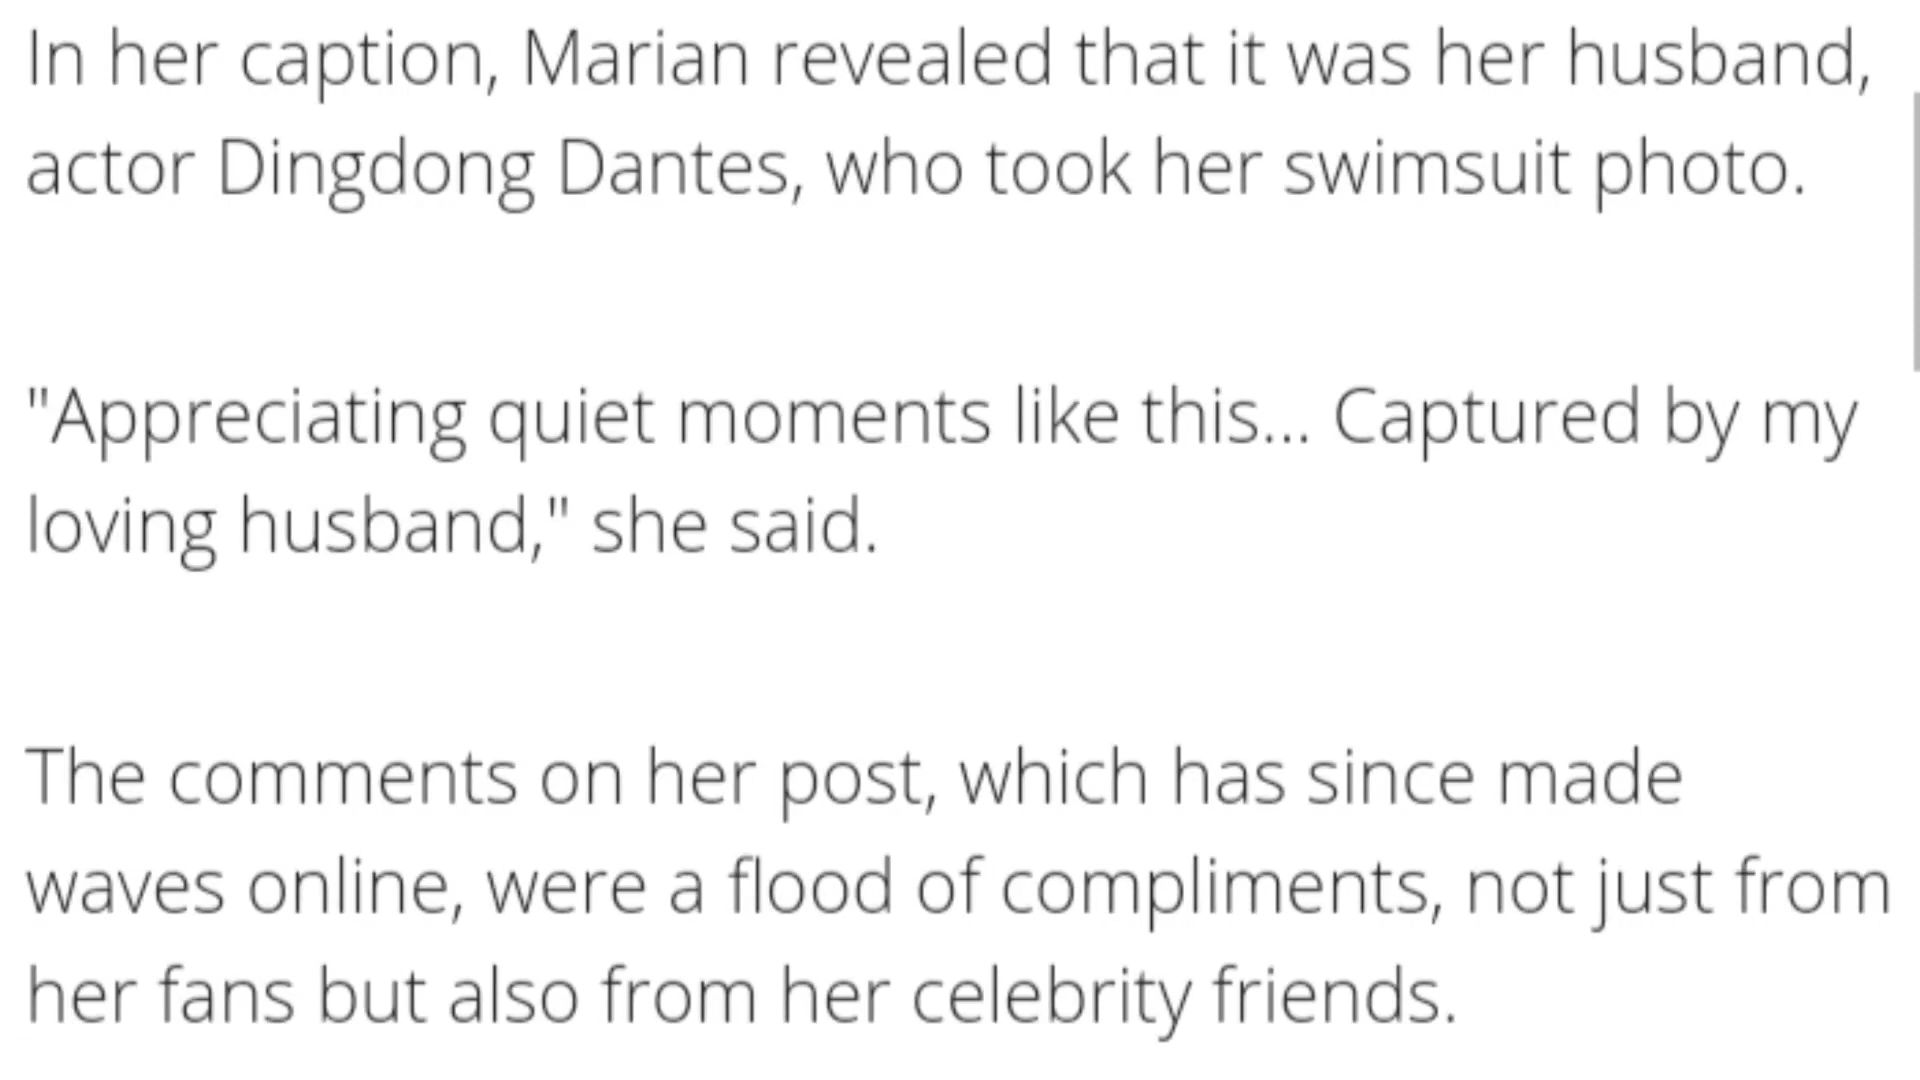 In her caption, Marian revealed that it was her husband,
actor Dingdong Dantes, who took her swimsuit photo.
"Appreciating quiet moments like this... Captured by my
loving husband," she said.
The comments on her post, which has since made
waves online, were a flood of compliments, not just from
her fans but also from her celebrity friends.